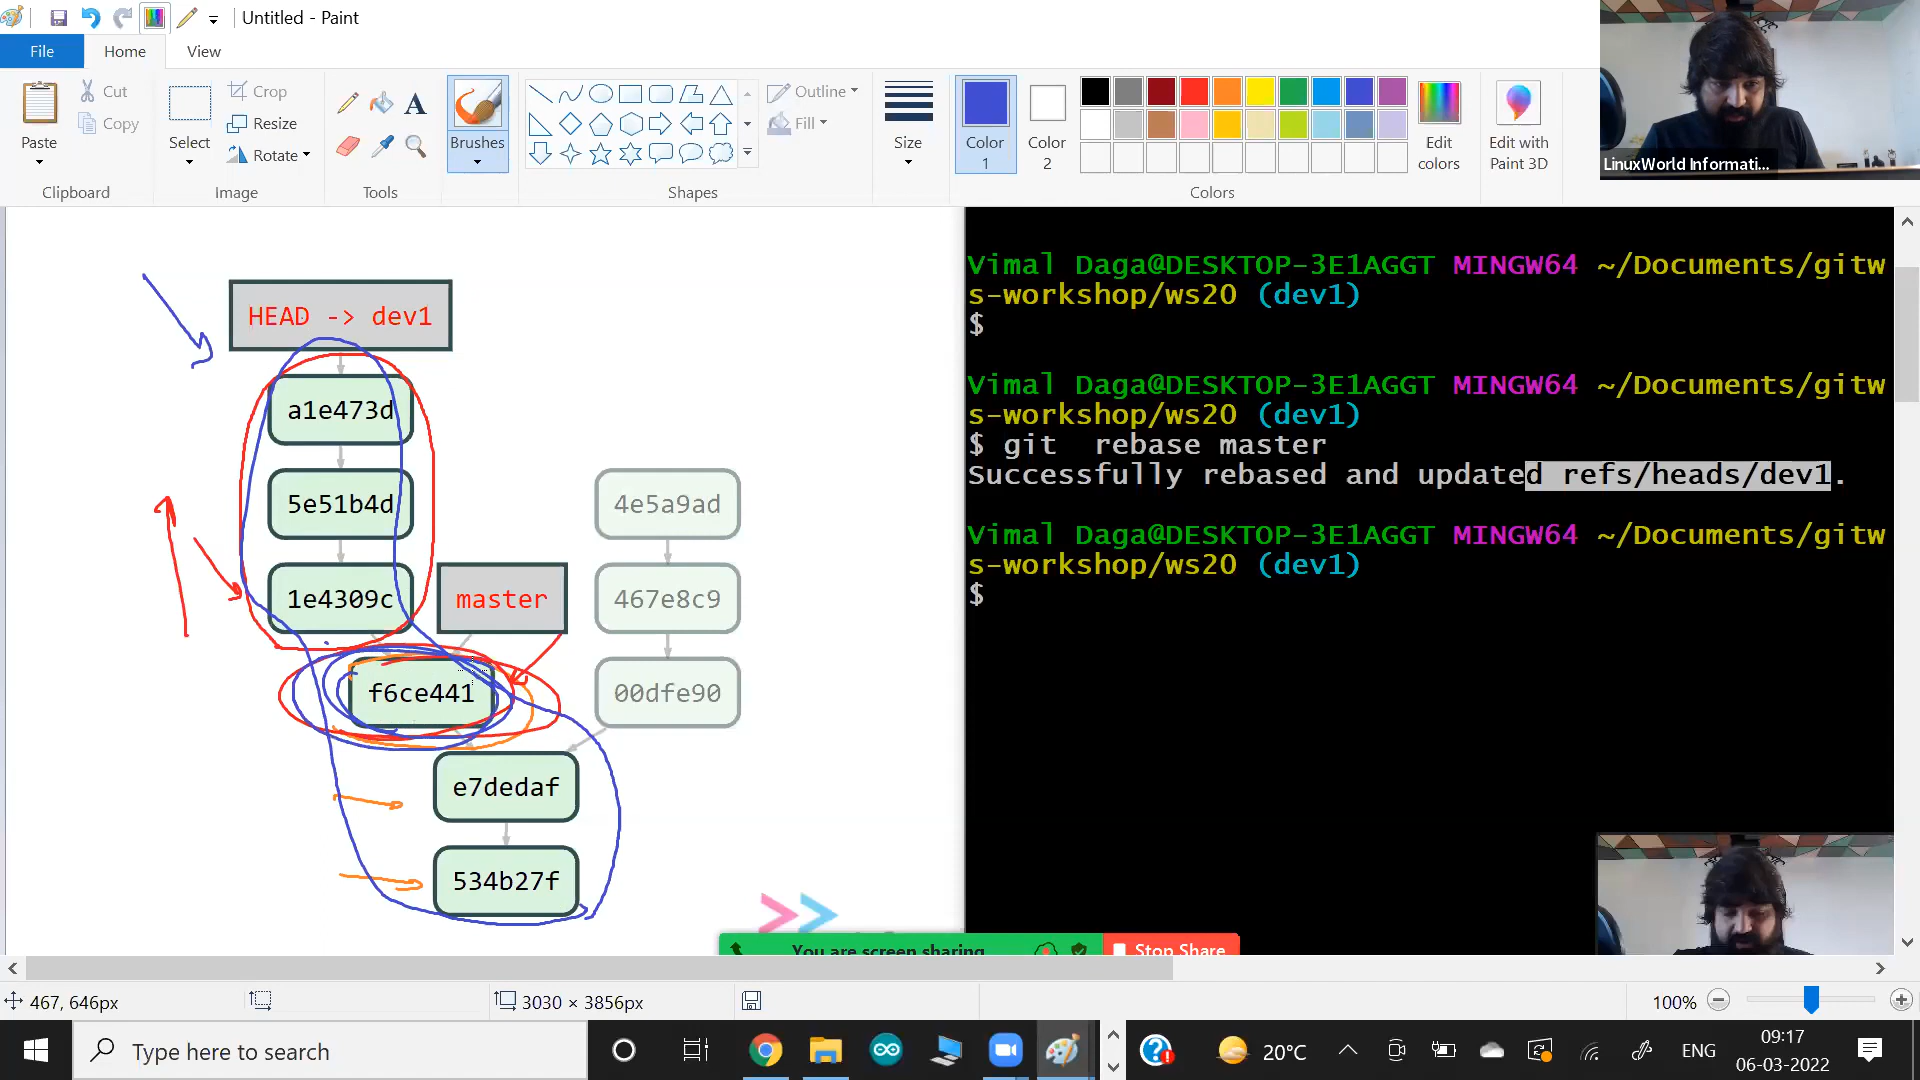 Untitled - Paint
File
Home
View
Paste
Cut
Copy
Clipboard
Select
Crop
Resize
Rotate
Image
Tools
Brushes
Shapes
Outline
Fill
Size
Color
1
Color
2
Edit
colors
Edit with
Paint 3D
Colors
LinuxWorld Informati...
HEAD -> dev1
a1e473d
5e51b4d
1e4309c
master
f6ce441
4e5a9ad
467e8c9
00dfe90
e7dedaf
534b27f
Vimal Daga@DESKTOP-3E1AGGT MINGW64 ~/Documents/gitw
s-workshop/ws20 (dev1)
$
Vimal Daga@DESKTOP-3E1AGGT MINGW64 ~/Documents/gitw
s-workshop/ws20 (dev1)
$ git  rebase master
Successfully rebased and updated refs/heads/dev1.
Vimal Daga@DESKTOP-3E1AGGT MINGW64 ~/Documents/gitw
s-workshop/ws20 (dev1)
$
You are screen sharing
Stop Share
467, 646px
3030 × 3856px
100%
Type here to search
20°C
ENG
09:17
06-03-2022